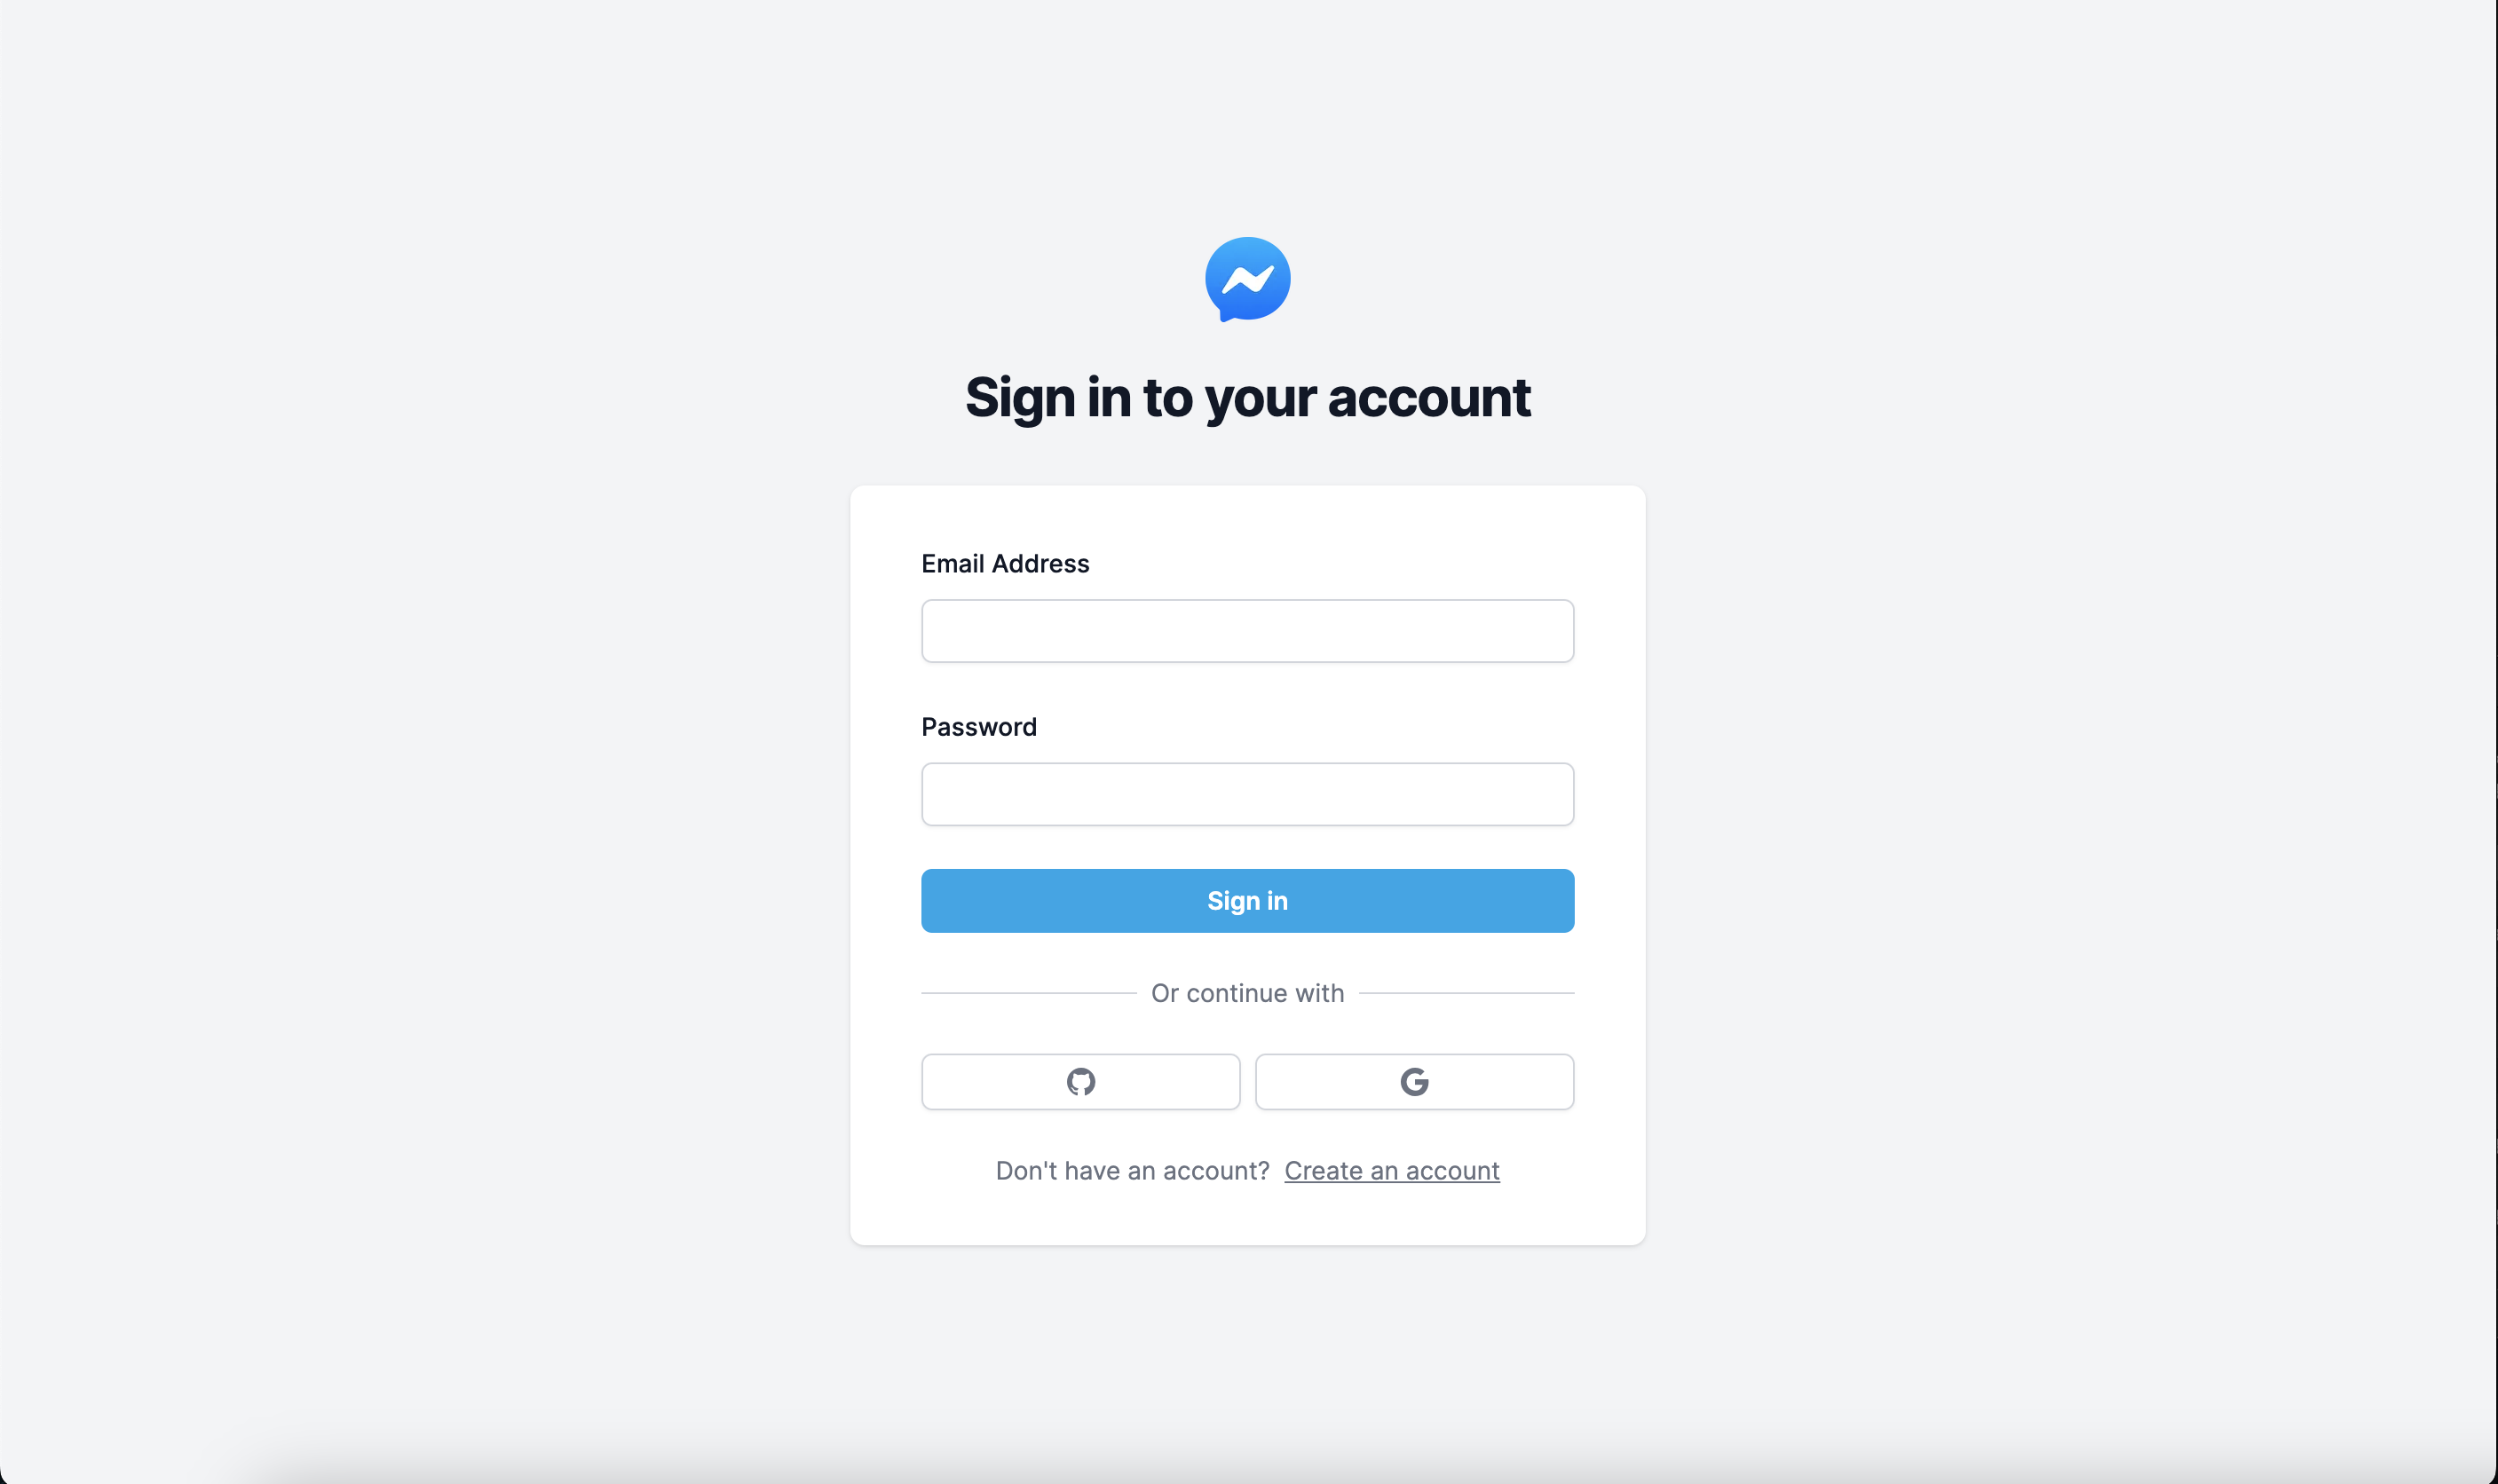 Sign in to your account
Email Address
Password
Sign in
Or continue with
Don't have an account? Create an account